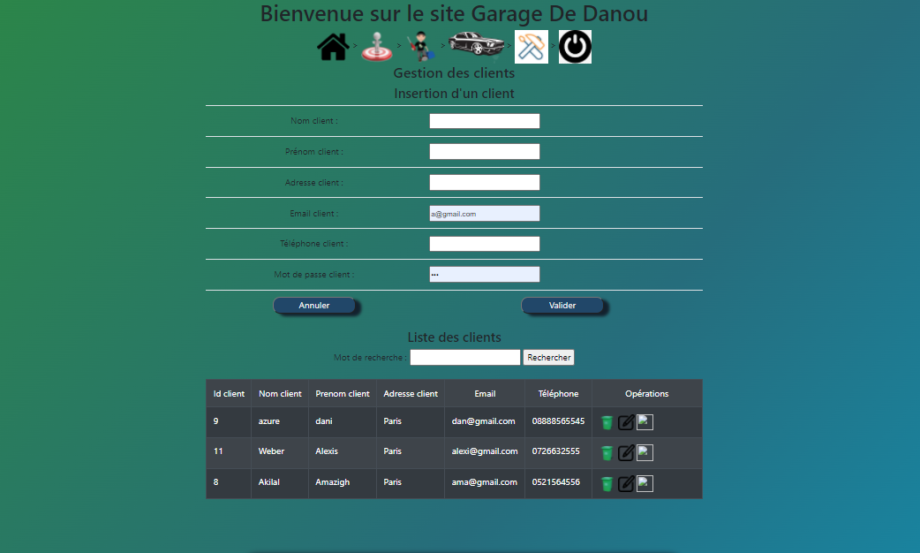 Bienvenue sur le site Garage De Danou
> > > > >
Gestion des clients
Insertion d'un client
Nom client :
Prénom client :
Adresse client :
Email client : a@gmail.com
Téléphone client :
Mot de passe client : •••
Annuler Valider
Liste des clients
Mot de recherche : Rechercher
Id client Nom client Prenom client Adresse client Email Téléphone Opérations
9 azure dani Paris dan@gmail.com 08888565545
11 Weber Alexis Paris alexi@gmail.com 0726632555
8 Akilal Amazigh Paris ama@gmail.com 0521564556